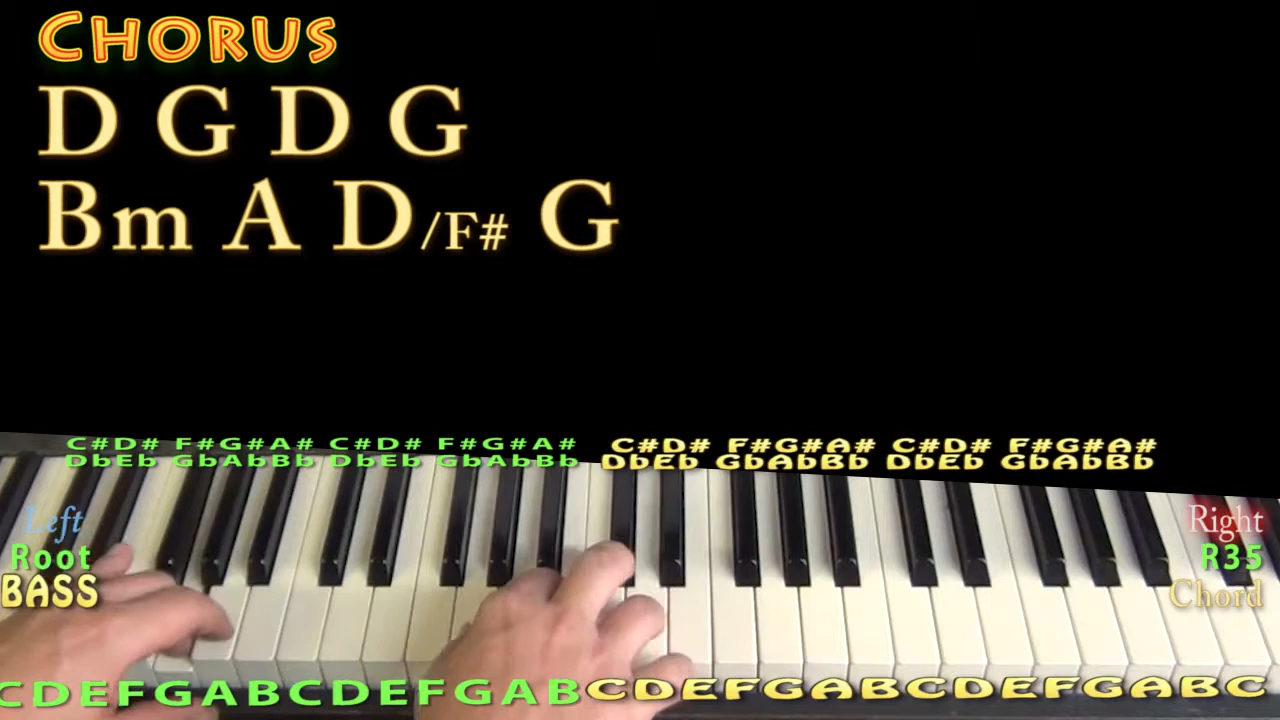 CHORUS
D G D G
Bm A D/F# G
C#D# F#G#A# C#D# F#G#A# C#D# F#G#A# C#D# F#G#A#
DbEb GbAbBb DbEb GbAbBb DbEb GbAbBb DbEb GbAbBb
Left
Root
BASS
Right
R35
Chord
CDEFGABCDEFGABCDEFGABCDEFGABC